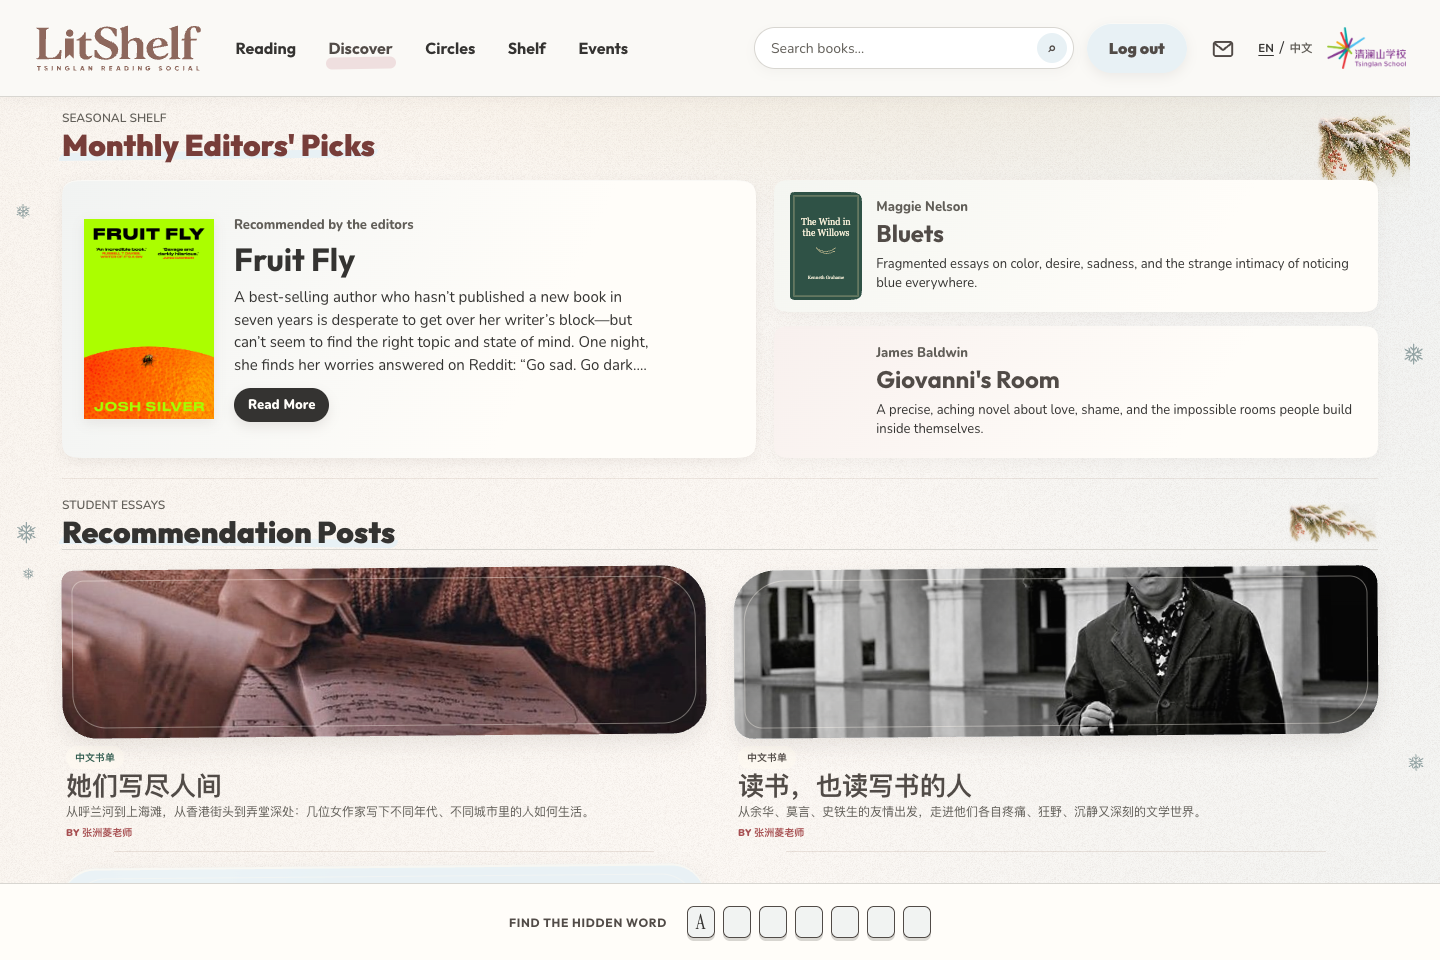 LitShelf
TSINGLAN READING SOCIAL
Reading
Discover
Circles
Shelf
Events
Search books...
Log out
EN / 中文
清澜山学校
Tsinglan School
SEASONAL SHELF
Monthly Editors' Picks
FRUIT FLY
JOSH SILVER
Recommended by the editors
Fruit Fly
A best-selling author who hasn’t published a new book in
seven years is desperate to get over her writer’s block—but
can’t seem to find the right topic and state of mind. One night,
she finds her worries answered on Reddit: “Go sad. Go dark....
Read More
The Wind in
the Willows
Kenneth Grahame
Maggie Nelson
Bluets
Fragmented essays on color, desire, sadness, and the strange intimacy of noticing
blue everywhere.
James Baldwin
Giovanni's Room
A precise, aching novel about love, shame, and the impossible rooms people build
inside themselves.
STUDENT ESSAYS
Recommendation Posts
中文书单
她们写尽人间
从呼兰河到上海滩，从香港街头到弄堂深处：几位女作家写下不同年代、不同城市里的人如何生活。
BY 张洲菱老师
中文书单
读书，也读写书的人
从余华、莫言、史铁生的友情出发，走进他们各自疼痛、狂野、沉静又深刻的文学世界。
BY 张洲菱老师
FIND THE HIDDEN WORD
A